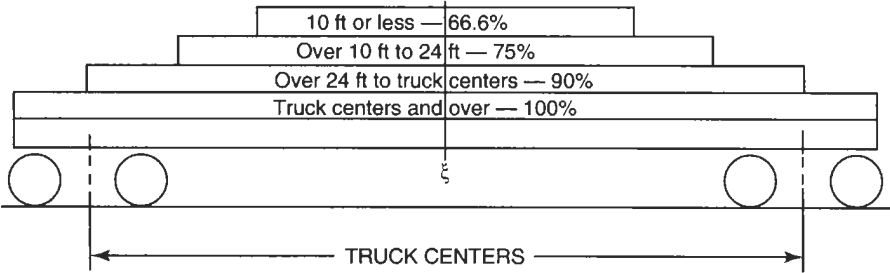 10 ft or less — 66.6%
Over 10 ft to 24 ft — 75%
Over 24 ft to truck centers — 90%
Truck centers and over — 100%
ξ
TRUCK CENTERS